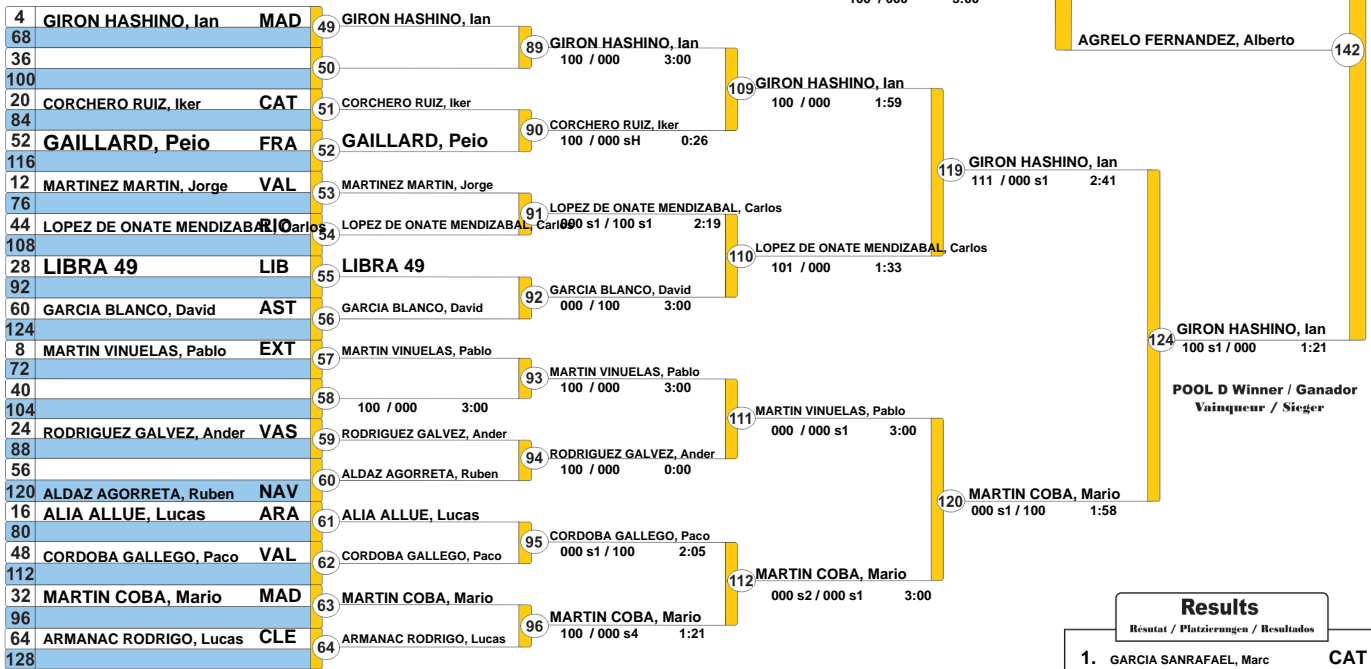 100 / 000 3:00
4 GIRON HASHINO, Ian MAD
68
36
100
20 CORCHERO RUIZ, Iker CAT
84
52 GAILLARD, Peio FRA
116
12 MARTINEZ MARTIN, Jorge VAL
76
44 LOPEZ DE ONATE MENDIZABAL, Carlos RIO
108
28 LIBRA 49 LIB
92
60 GARCIA BLANCO, David AST
124
8 MARTIN VINUELAS, Pablo EXT
72
40
104
24 RODRIGUEZ GALVEZ, Ander VAS
88
56
120 ALDAZ AGORRETA, Ruben NAV
16 ALIA ALLUE, Lucas ARA
80
48 CORDOBA GALLEGO, Paco VAL
112
32 MARTIN COBA, Mario MAD
96
64 ARMANAC RODRIGO, Lucas CLE
128
49 GIRON HASHINO, Ian
50
51 CORCHERO RUIZ, Iker
52 GAILLARD, Peio
53 MARTINEZ MARTIN, Jorge
54 LOPEZ DE ONATE MENDIZABAL, Carlos
55 LIBRA 49
56 GARCIA BLANCO, David
57 MARTIN VINUELAS, Pablo
58
100 / 000 3:00
59 RODRIGUEZ GALVEZ, Ander
60 ALDAZ AGORRETA, Ruben
61 ALIA ALLUE, Lucas
62 CORDOBA GALLEGO, Paco
63 MARTIN COBA, Mario
64 ARMANAC RODRIGO, Lucas
89 GIRON HASHINO, Ian
100 / 000 3:00
90 CORCHERO RUIZ, Iker
100 / 000 sH 0:26
91 LOPEZ DE ONATE MENDIZABAL, Carlos
000 s1 / 100 s1 2:19
92 GARCIA BLANCO, David
000 / 100 3:00
93 MARTIN VINUELAS, Pablo
100 / 000 3:00
94 RODRIGUEZ GALVEZ, Ander
100 / 000 0:00
95 CORDOBA GALLEGO, Paco
000 s1 / 100 2:05
96 MARTIN COBA, Mario
100 / 000 s4 1:21
109 GIRON HASHINO, Ian
100 / 000 1:59
110 LOPEZ DE ONATE MENDIZABAL, Carlos
101 / 000 1:33
111 MARTIN VINUELAS, Pablo
000 / 000 s1 3:00
112 MARTIN COBA, Mario
000 s2 / 000 s1 3:00
119 GIRON HASHINO, Ian
111 / 000 s1 2:41
120 MARTIN COBA, Mario
000 s1 / 100 1:58
AGRELO FERNANDEZ, Alberto
142
124 GIRON HASHINO, Ian
100 s1 / 000 1:21
POOL D Winner / Ganador
Vainqueur / Sieger
Results
Résutat / Platzierungen / Resultados
1. GARCIA SANRAFAEL, Marc CAT